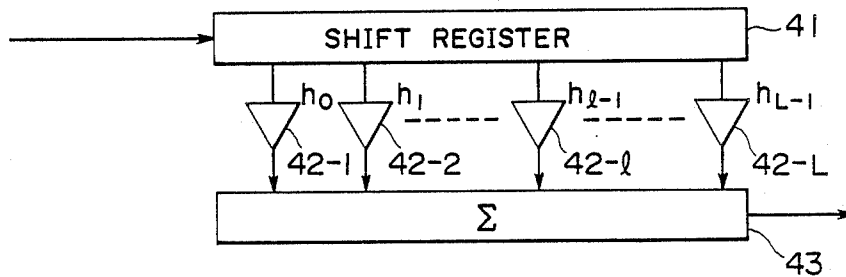 SHIFT REGISTER 41
h0 h1 hℓ-1 hL-1
42-1 42-2 42-ℓ 42-L
Σ
43